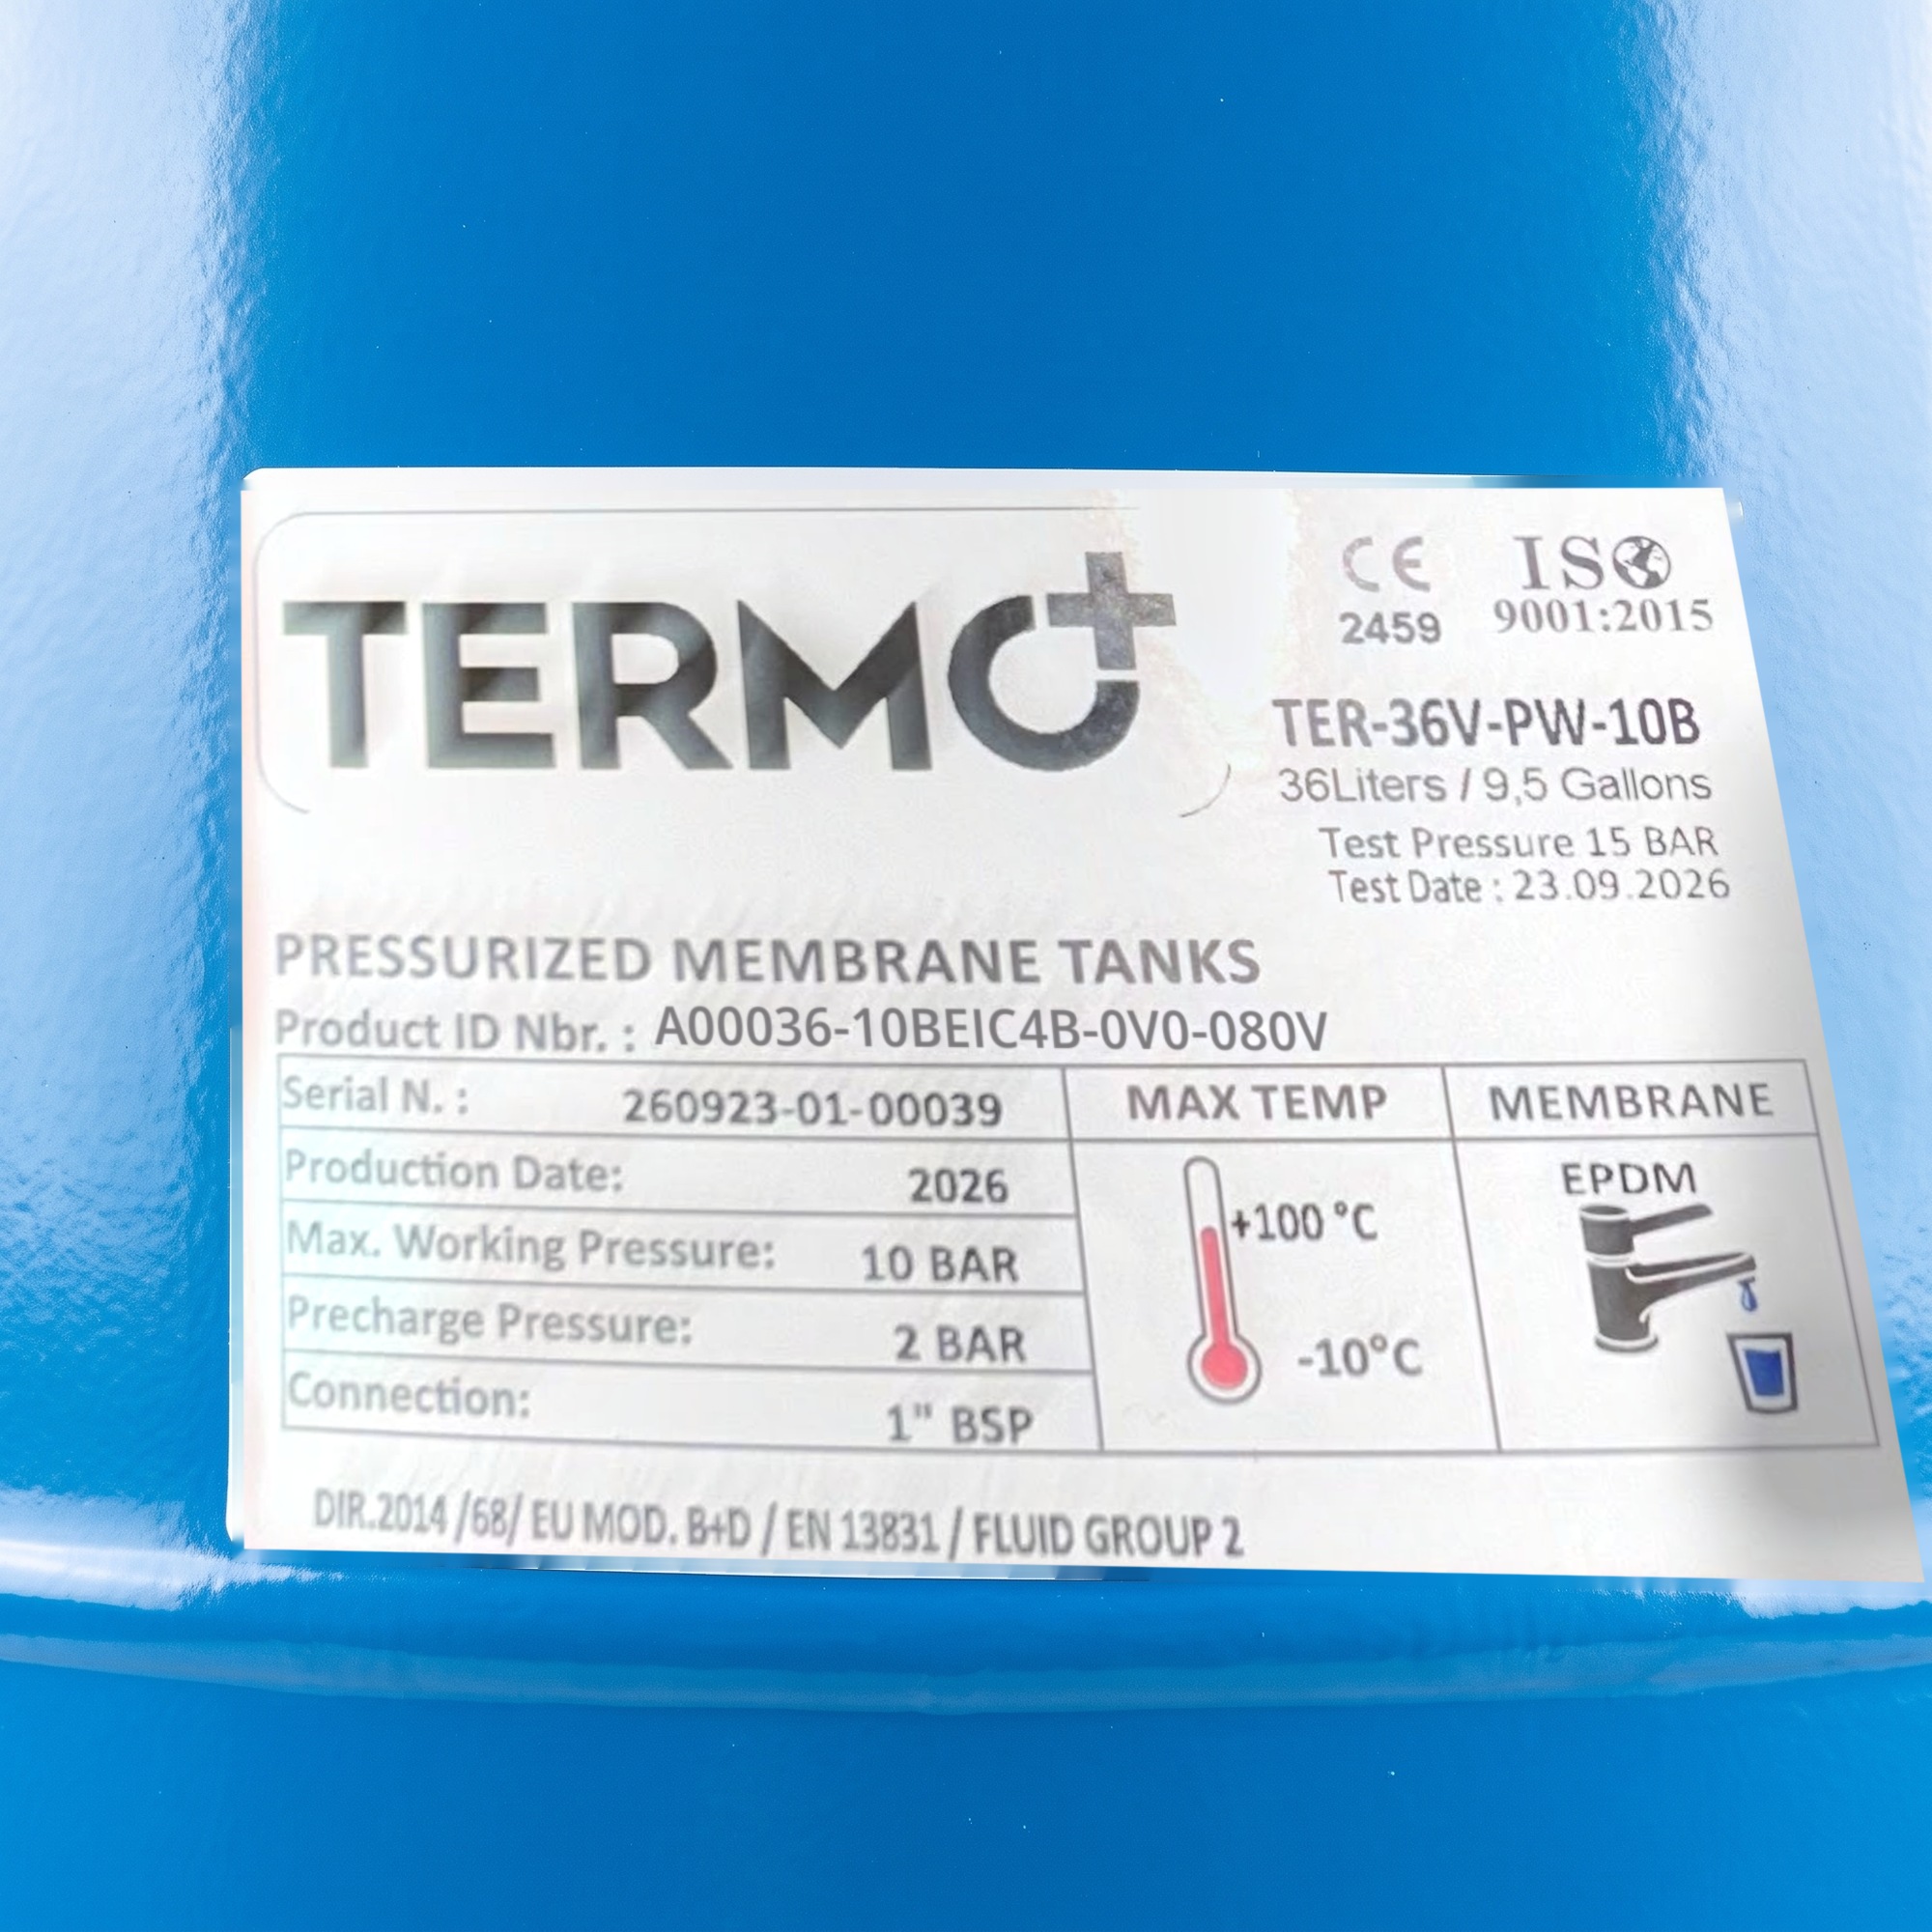 TERMO+
CE
2459
ISO
9001:2015
TER-36V-PW-10B
36Liters / 9,5 Gallons
Test Pressure 15 BAR
Test Date : 23.09.2026
PRESSURIZED MEMBRANE TANKS
Product ID Nbr. : A00036-10BEIC4B-0V0-080V
Serial N. : 260923-01-00039
Production Date: 2026
Max. Working Pressure: 10 BAR
Precharge Pressure: 2 BAR
Connection: 1" BSP
MAX TEMP
+100 °C
-10°C
MEMBRANE
EPDM
DIR.2014 /68/ EU MOD. B+D / EN 13831 / FLUID GROUP 2